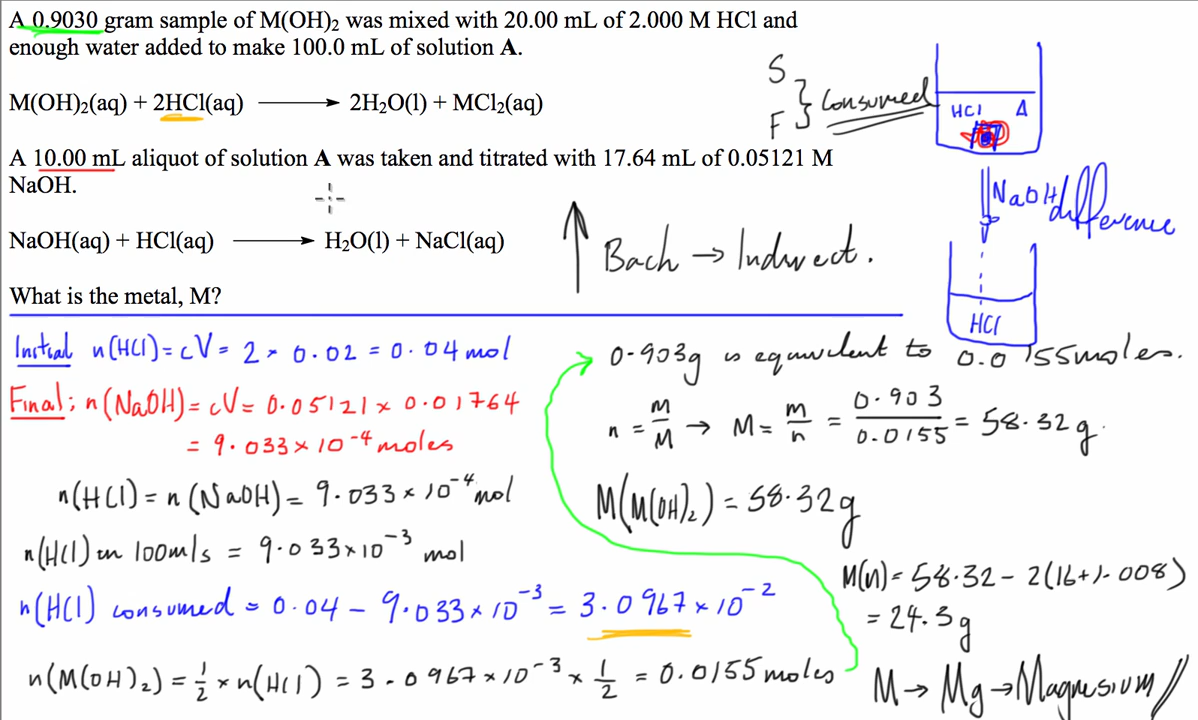 A 0.9030 gram sample of M(OH)₂ was mixed with 20.00 mL of 2.000 M HCl and
enough water added to make 100.0 mL of solution A.
M(OH)₂(aq) + 2HCl(aq) ⟶ 2H₂O(l) + MCl₂(aq)
S
F } Consumed
HCl A
A 10.00 mL aliquot of solution A was taken and titrated with 17.64 mL of 0.05121 M
NaOH.
NaOH/difference
NaOH(aq) + HCl(aq) ⟶ H₂O(l) + NaCl(aq)
↑ Bach → Indirect.
What is the metal, M?
HCl
Initial n(HCl) = cV = 2 × 0.02 = 0.04 mol
Final: n(NaOH) = cV = 0.05121 × 0.01764
= 9.033 × 10⁻⁴ moles
n(HCl) = n(NaOH) = 9.033 × 10⁻⁴ mol
n(HCl) in 100mls = 9.033 × 10⁻³ mol
n(HCl) consumed = 0.04 − 9.033 × 10⁻³ = 3.0967 × 10⁻²
n(M(OH)₂) = 1/2 × n(HCl) = 3.0967 × 10⁻³ × 1/2 = 0.0155 moles
0.903g is equivalent to 0.0155moles.
n = m/M → M = m/n = 0.903/0.0155 = 58.32 g.
M(M(OH)₂) = 58.32g
M(n) = 58.32 − 2(16+1.008)
= 24.3g
M → Mg → Magnesium //